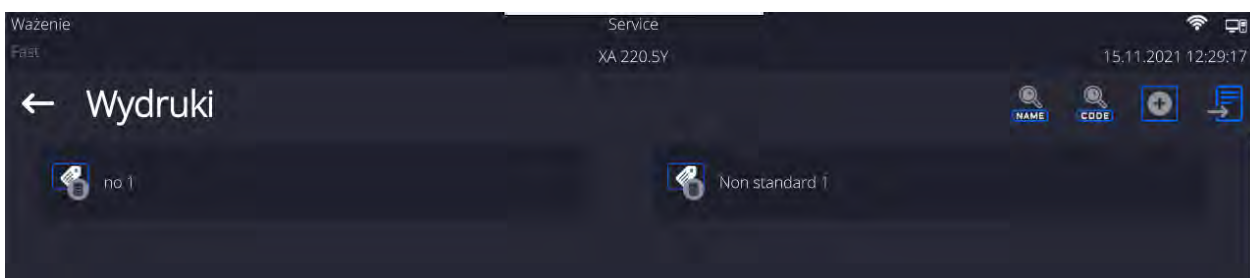 Ważenie Service
Fast XA 220.5Y 15.11.2021 12:29:17
← Wydruki
NAME CODE
no 1 Non standard 1